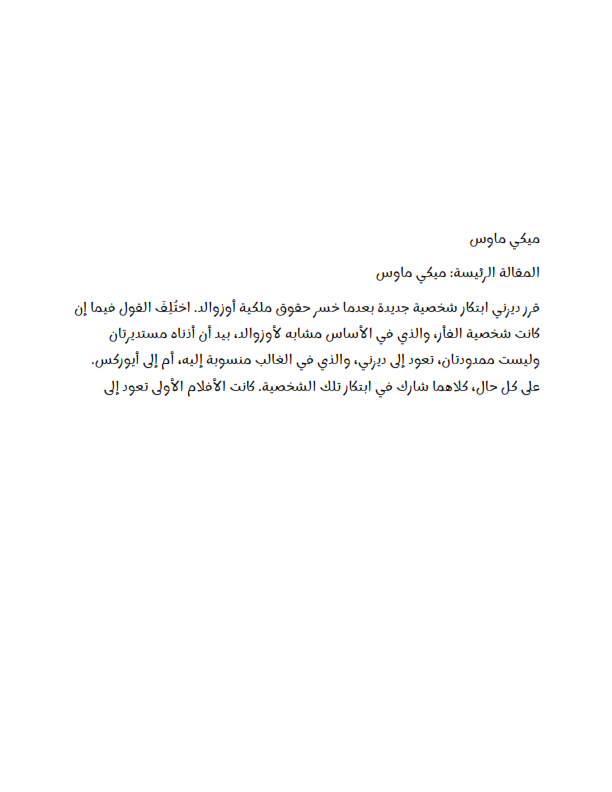 ميكي ماوس
المقالة الرئيسة: ميكي ماوس
قرر ديزني ابتكار شخصية جديدة بعدما خسر حقوق ملكية أوزوالد. اختُلِفَ القول فيما إن
كانت شخصية الفأر، والذي في الأساس مشابه لأوزوالد، بيد أن أذناه مستديرتان
وليست ممدودتان، تعود إلى ديزني، والذي في الغالب منسوبة إليه، أم إلى أيوركس.
على كل حال، كلاهما شارك في ابتكار تلك الشخصية. كانت الأفلام الأولى تعود إلى